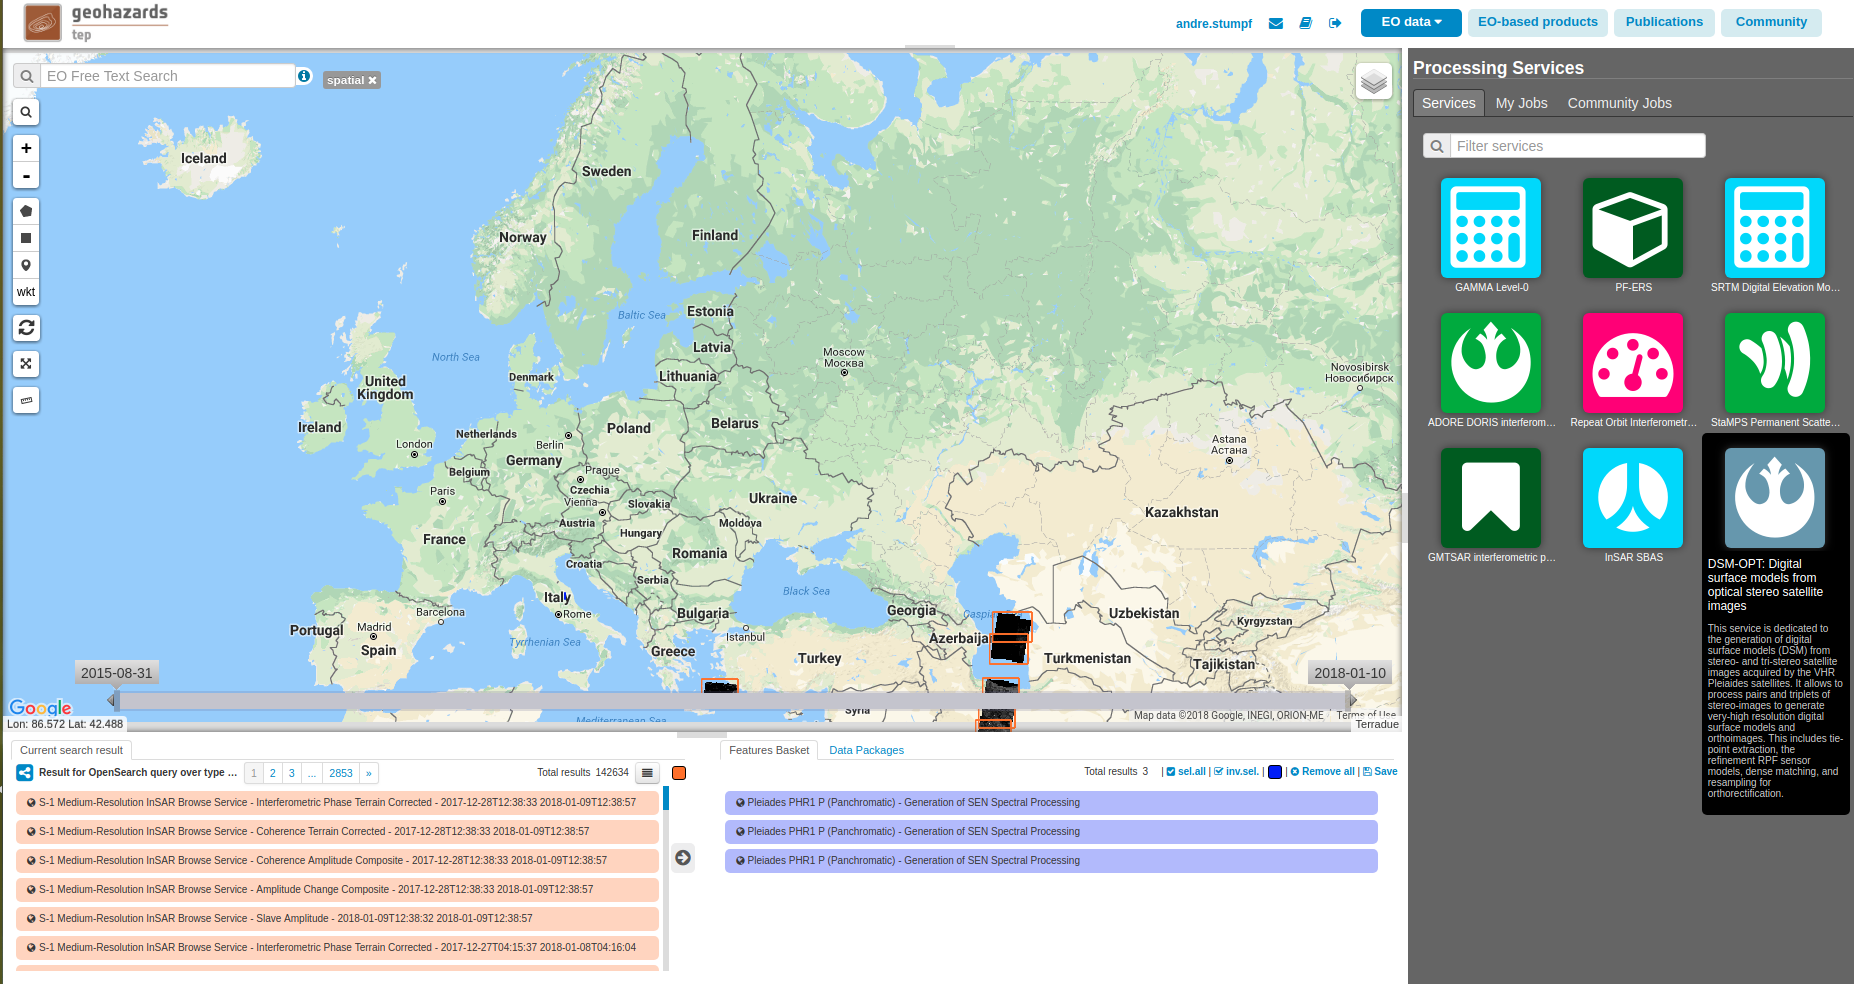 geohazards
tep
andre.stumpf
EO data
EO-based products
Publications
Community
EO Free Text Search
spatial
+
-
wkt
Iceland
Sweden
Norway
Finland
Baltic Sea
Estonia
North Sea
Latvia
Moscow
Москва
Denmark
Lithuania
Novosibirsk
Новосибирск
United
Kingdom
Ireland
Belarus
Netherlands
Poland
London
Berlin
Astana
Астана
Germany
Belgium
Prague
Paris
Czechia
Ukraine
Vienna
Slovakia
Kazakhstan
Austria
Moldova
Hungary
France
Romania
Croatia
Serbia
Black Sea
Italy
Barcelona
Rome
Bulgaria
Georgia
Caspia
Uzbekistan
Kyrgyzstan
Portugal
Madrid
Istanbul
Azerbaijan
Tyrrhenian Sea
Spain
Greece
Turkey
Turkmenistan
Tajikistan
2015-08-31
2018-01-10
Google
Syria
Mediterranean Sea
Map data ©2018 Google, INEGI, ORION-ME
Terms of Use
Lon: 86.572 Lat: 42.488
Terradue
Current search result
Result for OpenSearch query over type ...
1
2
3
...
2853
»
Total results 142634
S-1 Medium-Resolution InSAR Browse Service - Interferometric Phase Terrain Corrected - 2017-12-28T12:38:33 2018-01-09T12:38:57
S-1 Medium-Resolution InSAR Browse Service - Coherence Terrain Corrected - 2017-12-28T12:38:33 2018-01-09T12:38:57
S-1 Medium-Resolution InSAR Browse Service - Coherence Amplitude Composite - 2017-12-28T12:38:33 2018-01-09T12:38:57
S-1 Medium-Resolution InSAR Browse Service - Amplitude Change Composite - 2017-12-28T12:38:33 2018-01-09T12:38:57
S-1 Medium-Resolution InSAR Browse Service - Slave Amplitude - 2018-01-09T12:38:32 2018-01-09T12:38:57
S-1 Medium-Resolution InSAR Browse Service - Interferometric Phase Terrain Corrected - 2017-12-27T04:15:37 2018-01-08T04:16:04
Features Basket
Data Packages
Total results 3 | sel.all | inv.sel. | | Remove all | Save
Pleiades PHR1 P (Panchromatic) - Generation of SEN Spectral Processing
Pleiades PHR1 P (Panchromatic) - Generation of SEN Spectral Processing
Pleiades PHR1 P (Panchromatic) - Generation of SEN Spectral Processing
Processing Services
Services
My Jobs
Community Jobs
Filter services
GAMMA Level-0
PF-ERS
SRTM Digital Elevation Mo...
ADORE DORIS interferom...
Repeat Orbit Interferometr...
StaMPS Permanent Scatte...
GMTSAR interferometric p...
InSAR SBAS
DSM-OPT: Digital
surface models from
optical stereo satellite
images
This service is dedicated to
the generation of digital
surface models (DSM) from
stereo- and tri-stereo satellite
images acquired by the VHR
Pleiaides satellites. It allows to
process pairs and triplets of
stereo-images to generate
very-high resolution digital
surface models and
orthoimages. This includes tie-
point extraction, the
refinement RPF sensor
models, dense matching, and
resampling for
orthorectification.